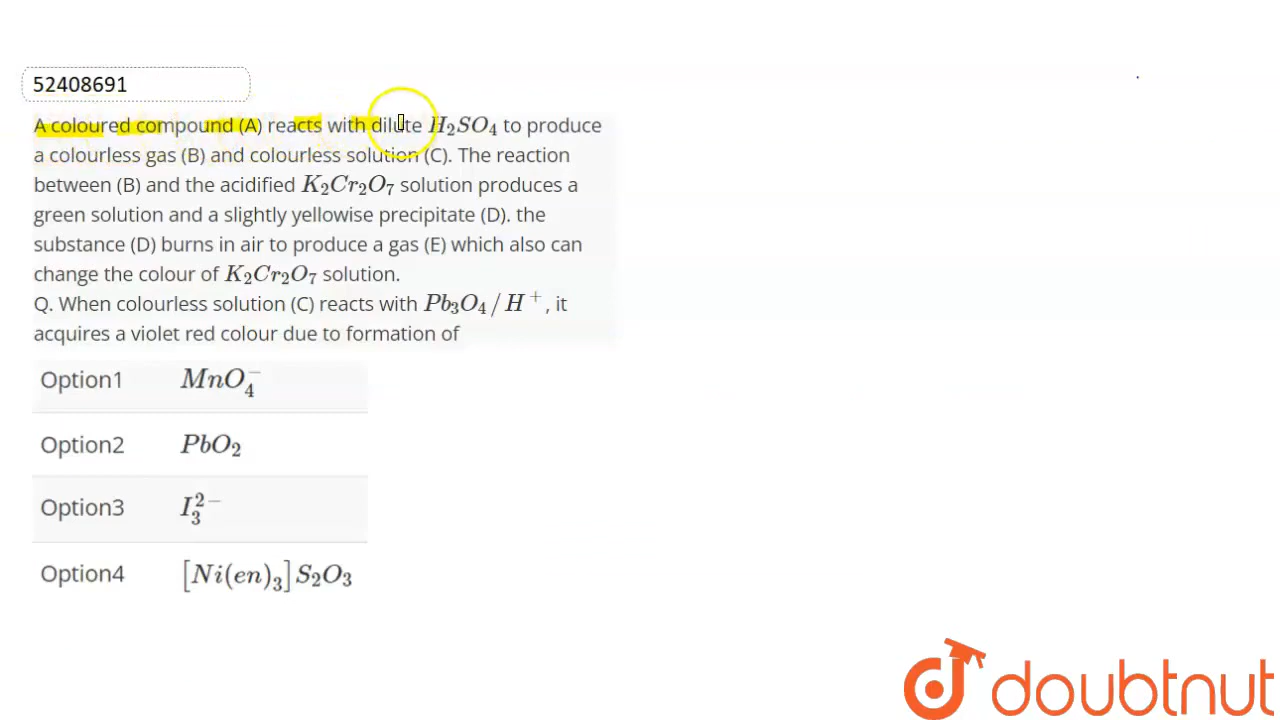 52408691
A coloured compound (A) reacts with dilute H₂SO₄ to produce
a colourless gas (B) and colourless solution (C). The reaction
between (B) and the acidified K₂Cr₂O₇ solution produces a
green solution and a slightly yellowise precipitate (D). the
substance (D) burns in air to produce a gas (E) which also can
change the colour of K₂Cr₂O₇ solution.
Q. When colourless solution (C) reacts with Pb₃O₄/H⁺, it
acquires a violet red colour due to formation of
Option1 MnO₄⁻
Option2 PbO₂
Option3 I₃²⁻
Option4 [Ni(en)₃]S₂O₃
doubtnut